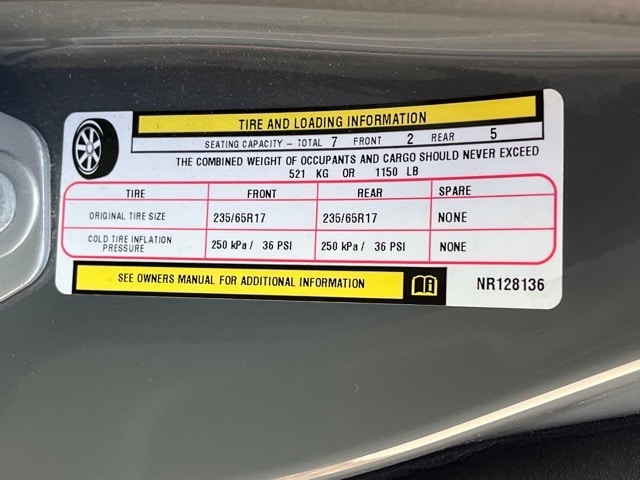 TIRE AND LOADING INFORMATION
SEATING CAPACITY – TOTAL 7 FRONT 2 REAR 5
THE COMBINED WEIGHT OF OCCUPANTS AND CARGO SHOULD NEVER EXCEED
521 KG OR 1150 LB
TIRE FRONT REAR SPARE
ORIGINAL TIRE SIZE 235/65R17 235/65R17 NONE
COLD TIRE INFLATION PRESSURE 250 kPa / 36 PSI 250 kPa / 36 PSI NONE
SEE OWNERS MANUAL FOR ADDITIONAL INFORMATION NR128136